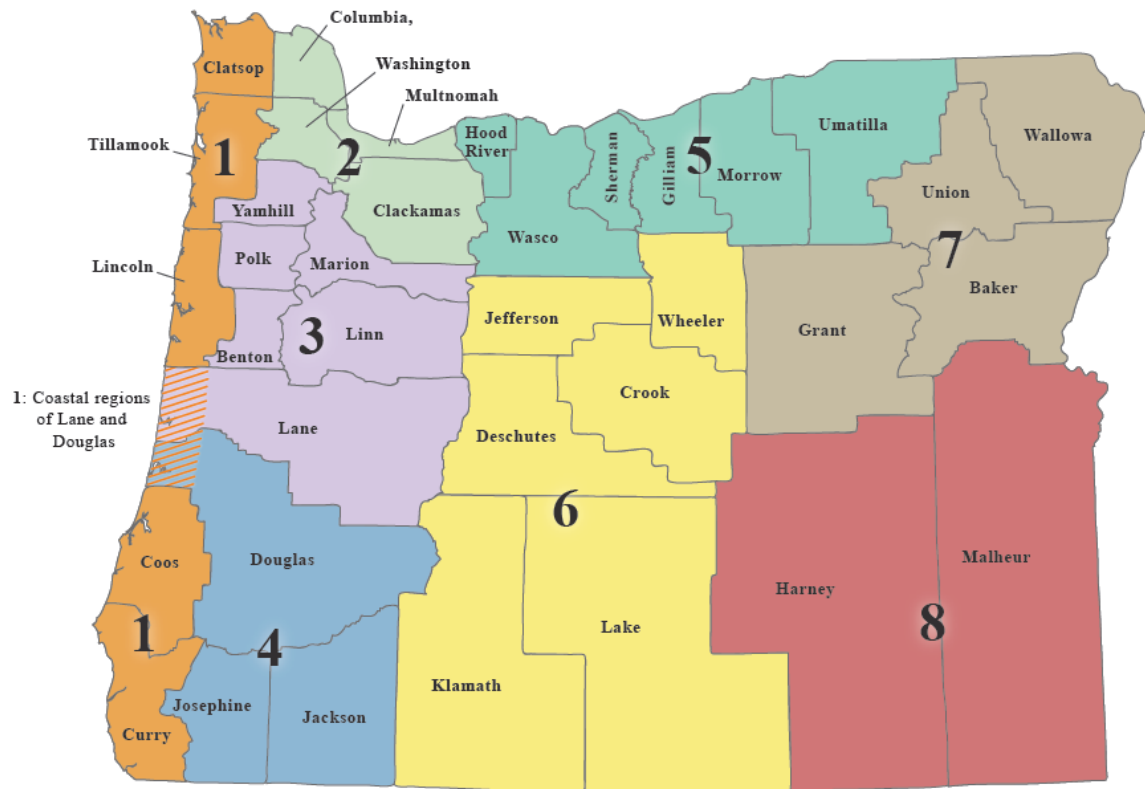 Columbia,
Washington
Multnomah
Clatsop
Tillamook
1
2
Hood
River
Sherman
Gilliam
5
Morrow
Umatilla
Wallowa
Union
Yamhill
Clackamas
Wasco
7
Polk
Marion
Lincoln
Baker
Jefferson
Wheeler
Grant
3
Linn
Benton
Crook
1: Coastal regions
of Lane and
Douglas
Lane
Deschutes
6
Coos
Douglas
Malheur
Harney
1
4
Lake
8
Klamath
Josephine
Jackson
Curry